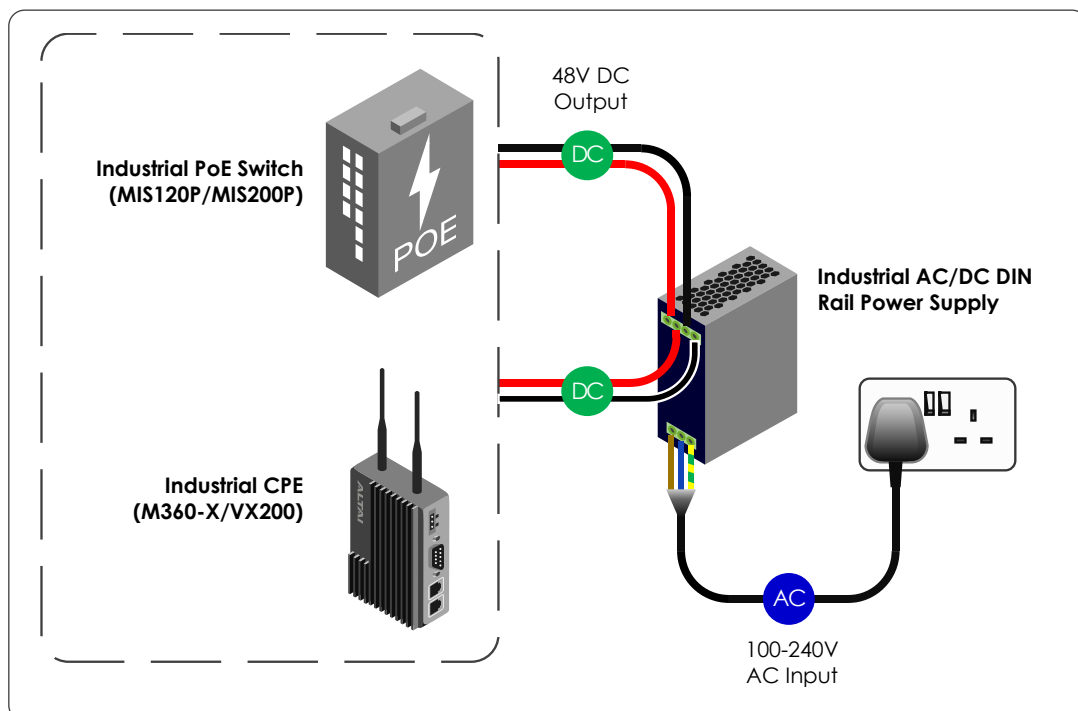 48V DC
Output
DC
Industrial PoE Switch
(MIS120P/MIS200P)
POE
Industrial AC/DC DIN
Rail Power Supply
DC
Industrial CPE
(M360-X/VX200)
ALTAI
AC
100-240V
AC Input